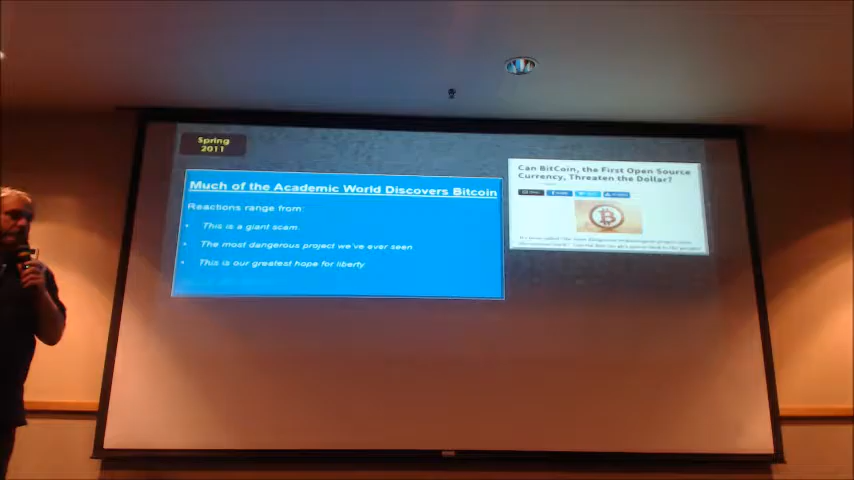 Spring
2011
Much of the Academic World Discovers Bitcoin
Reactions range from:
• This is a giant scam.
• The most dangerous project we've ever seen
• This is our greatest hope for liberty
Can BitCoin, the First Open Source
Currency, Threaten the Dollar?